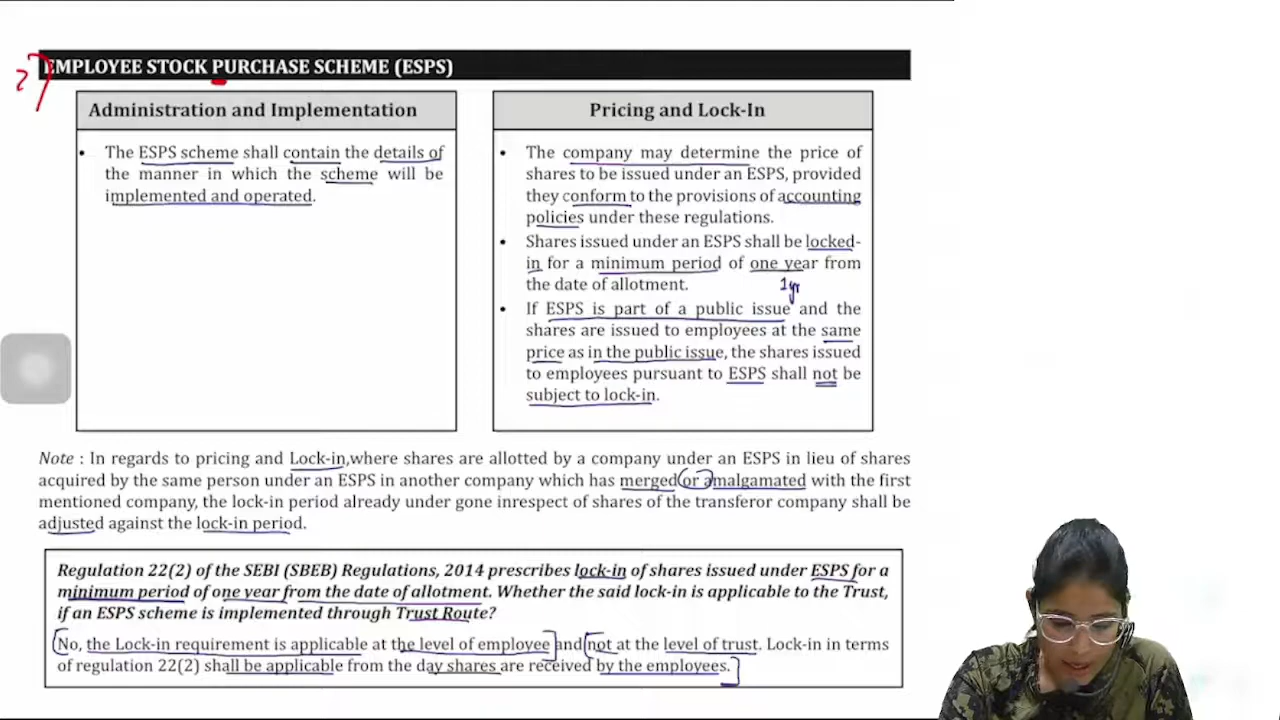 2)
EMPLOYEE STOCK PURCHASE SCHEME (ESPS)
Administration and Implementation
• The ESPS scheme shall contain the details of
the manner in which the scheme will be
implemented and operated.
Pricing and Lock-In
• The company may determine the price of
shares to be issued under an ESPS, provided
they conform to the provisions of accounting
policies under these regulations.
• Shares issued under an ESPS shall be locked-
in for a minimum period of one year from
the date of allotment.
1yr
• If ESPS is part of a public issue and the
shares are issued to employees at the same
price as in the public issue, the shares issued
to employees pursuant to ESPS shall not be
subject to lock-in.
Note : In regards to pricing and Lock-in,where shares are allotted by a company under an ESPS in lieu of shares
acquired by the same person under an ESPS in another company which has merged or amalgamated with the first
mentioned company, the lock-in period already under gone inrespect of shares of the transferor company shall be
adjusted against the lock-in period.
Regulation 22(2) of the SEBI (SBEB) Regulations, 2014 prescribes lock-in of shares issued under ESPS for a
minimum period of one year from the date of allotment. Whether the said lock-in is applicable to the Trust,
if an ESPS scheme is implemented through Trust Route?
No, the Lock-in requirement is applicable at the level of employee and not at the level of trust. Lock-in in terms
of regulation 22(2) shall be applicable from the day shares are received by the employees.